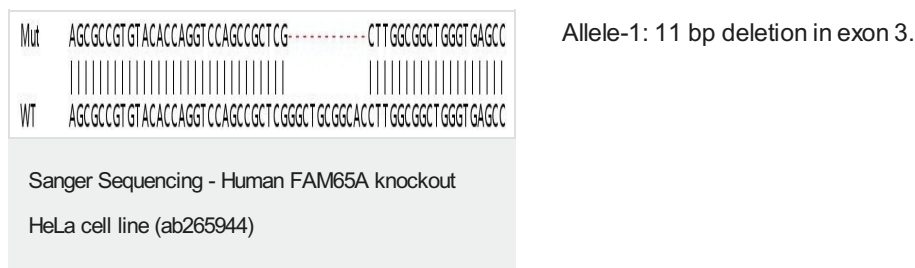 Mut AGCGCCGTGTACACCAGGTCCAGCCGCTCG-----------CTTGGCGGCTGGGTGAGCC
WT AGCGCCGTGTACACCAGGTCCAGCCGCTCGGGCTGCGGCACCTTGGCGGCTGGGTGAGCC
Sanger Sequencing - Human FAM65A knockout
HeLa cell line (ab265944)
Allele-1: 11 bp deletion in exon 3.